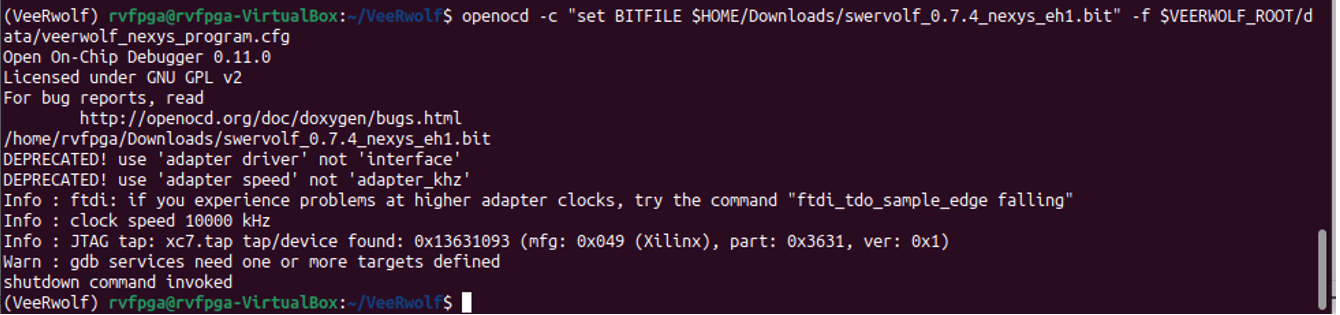 (VeeRwolf) rvfpga@rvfpga-VirtualBox:~/VeeRwolf$ openocd -c "set BITFILE $HOME/Downloads/swervolf_0.7.4_nexys_eh1.bit" -f $VEERWOLF_ROOT/d
ata/veerwolf_nexys_program.cfg
Open On-Chip Debugger 0.11.0
Licensed under GNU GPL v2
For bug reports, read
        http://openocd.org/doc/doxygen/bugs.html
/home/rvfpga/Downloads/swervolf_0.7.4_nexys_eh1.bit
DEPRECATED! use 'adapter driver' not 'interface'
DEPRECATED! use 'adapter speed' not 'adapter_khz'
Info : ftdi: if you experience problems at higher adapter clocks, try the command "ftdi_tdo_sample_edge falling"
Info : clock speed 10000 kHz
Info : JTAG tap: xc7.tap tap/device found: 0x13631093 (mfg: 0x049 (Xilinx), part: 0x3631, ver: 0x1)
Warn : gdb services need one or more targets defined
shutdown command invoked
(VeeRwolf) rvfpga@rvfpga-VirtualBox:~/VeeRwolf$